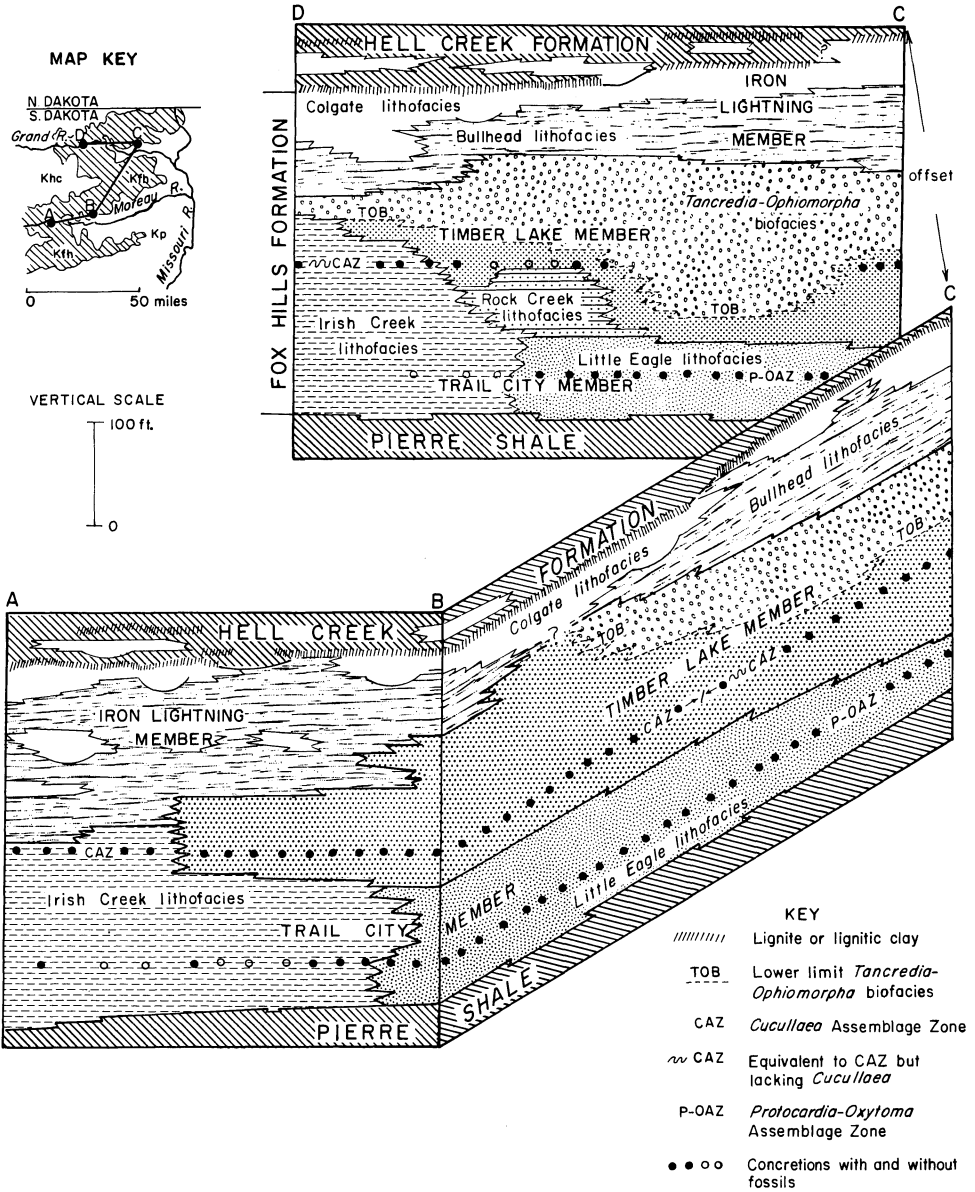 D
C
MAP KEY
N. DAKOTA
S. DAKOTA
Grand R.
D
C
Khc
Kfh
Moreau R.
A
B
Kfh
Kp
Missouri R.
0
50 miles
VERTICAL SCALE
100 ft.
0
FOX HILLS FORMATION
HELL CREEK FORMATION
IRON
LIGHTNING
MEMBER
Colgate lithofacies
Bullhead lithofacies
Tancredia-Ophiomorpha
biofacies
TOB
TIMBER LAKE MEMBER
CAZ
Rock Creek
lithofacies
TOB
Irish Creek
lithofacies
Little Eagle lithofacies
P-OAZ
TRAIL CITY MEMBER
PIERRE SHALE
offset
C
A
B
HELL CREEK
FORMATION
Colgate lithofacies
Bullhead lithofacies
?
TOB
TOB
IRON LIGHTNING
MEMBER
TIMBER LAKE MEMBER
CAZ
CAZ
CAZ
P-OAZ
Irish Creek lithofacies
TRAIL CITY
MEMBER
Little Eagle lithofacies
PIERRE
SHALE
KEY
Lignite or lignitic clay
TOB
Lower limit Tancredia-
Ophiomorpha biofacies
CAZ
Cucullaea Assemblage Zone
CAZ
Equivalent to CAZ but
lacking Cucullaea
P-OAZ
Protocardia-Oxytoma
Assemblage Zone
Concretions with and without
fossils